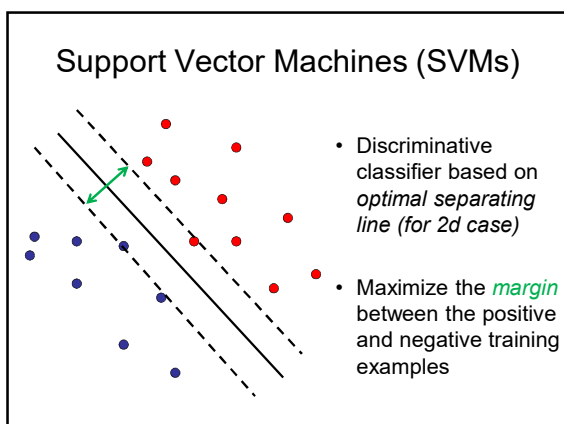 Support Vector Machines (SVMs)
• Discriminative
classifier based on
optimal separating
line (for 2d case)
• Maximize the margin
between the positive
and negative training
examples